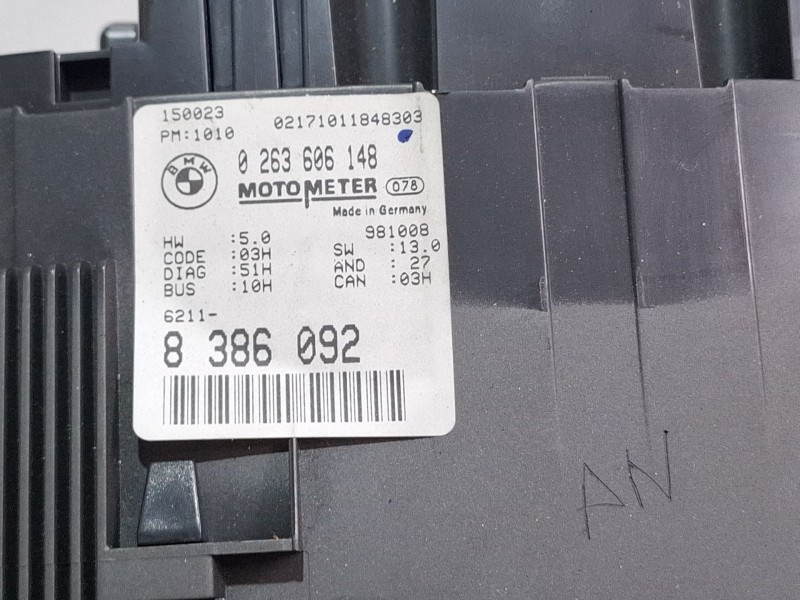 150023 02171011848303
PM:1010
BMW 0 263 606 148
MOTOMETER 078
Made in Germany
981008
HW :5.0 SW :13.0
CODE :03H AND : 27
DIAG :51H CAN :03H
BUS :10H
6211-
8 386 092
AN